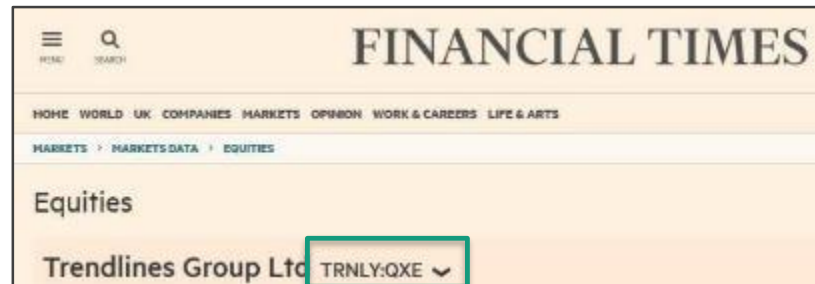 FINANCIAL TIMES
MENU SEARCH
HOME WORLD UK COMPANIES MARKETS OPINION WORK & CAREERS LIFE & ARTS
MARKETS › MARKETS DATA › EQUITIES
Equities
Trendlines Group Ltd TRNLY:QXE